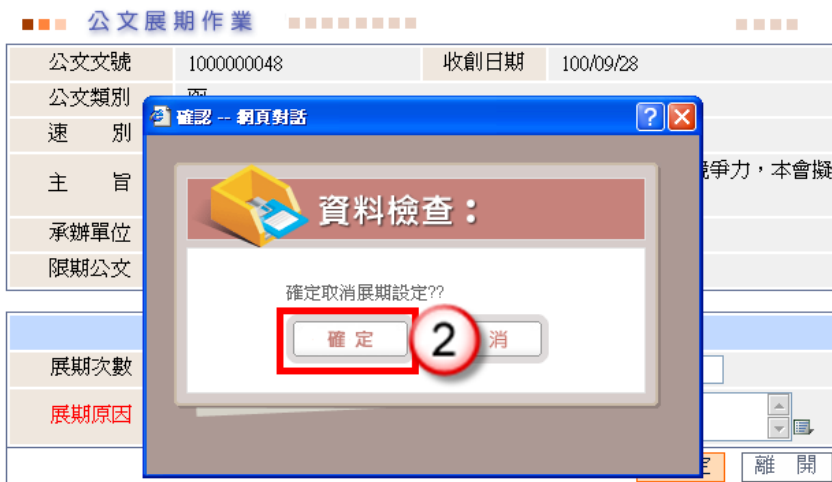 公文展期作業
公文文號 1000000048 收創日期 100/09/28
公文類別
速 別
主 旨 爭力，本會擬
承辦單位
限期公文
確認 -- 網頁對話
資料檢查：
確定取消展期設定??
確 定 2 消
展期次數
展期原因
離 開